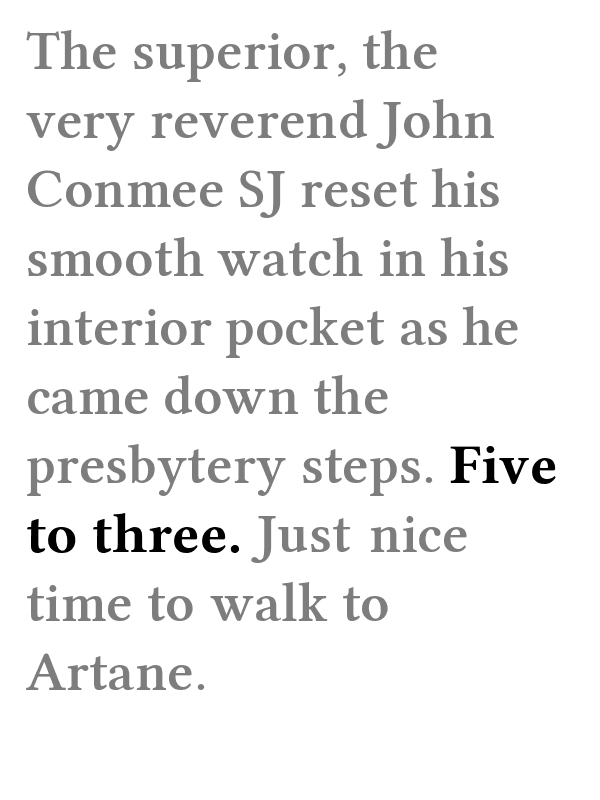 The superior, the
very reverend John
Conmee SJ reset his
smooth watch in his
interior pocket as he
came down the
presbytery steps. Five
to three. Just nice
time to walk to
Artane.